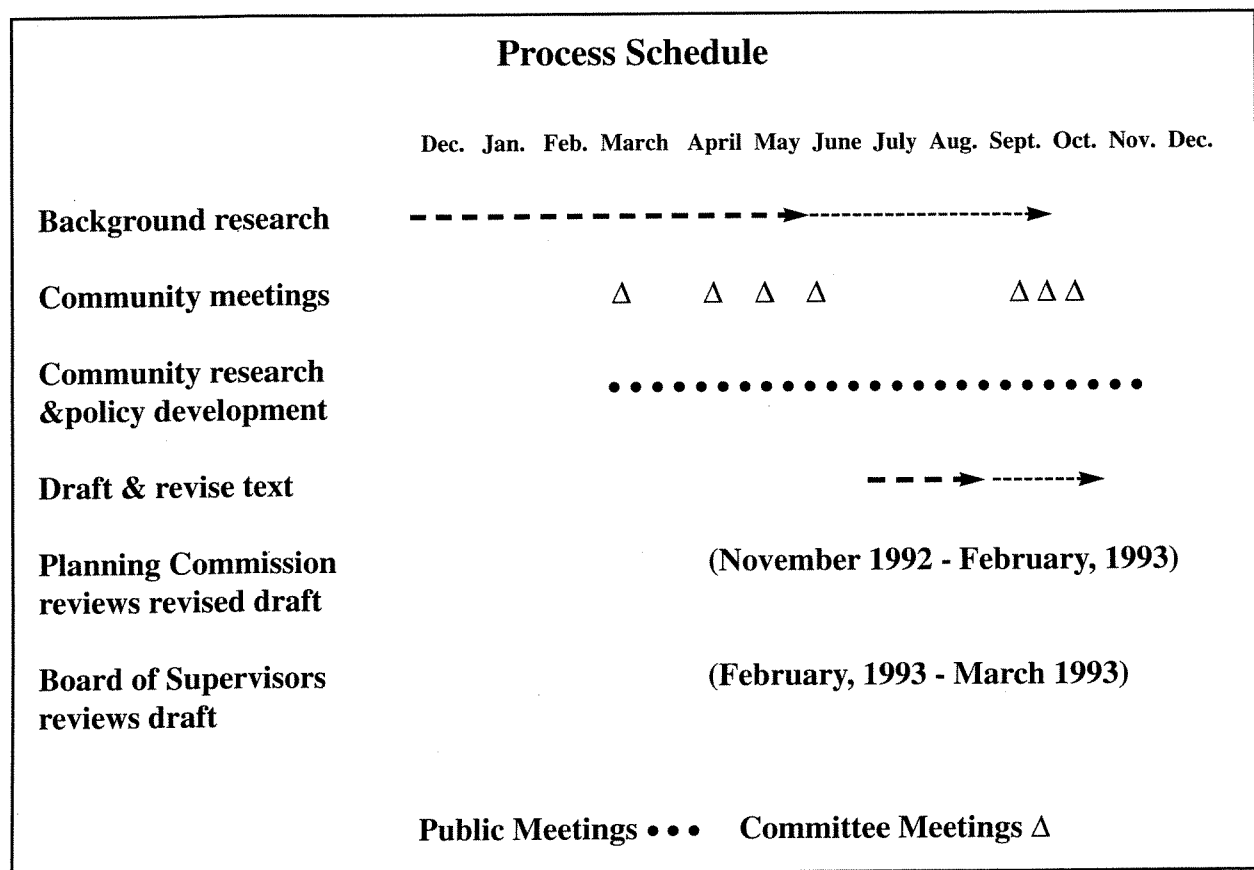 Process Schedule
Dec. Jan. Feb. March April May June July Aug. Sept. Oct. Nov. Dec.
Background research
Community meetings Δ Δ Δ Δ Δ Δ Δ
Community research
&policy development
Draft & revise text
Planning Commission (November 1992 - February, 1993)
reviews revised draft
Board of Supervisors (February, 1993 - March 1993)
reviews draft
Public Meetings • • • Committee Meetings Δ